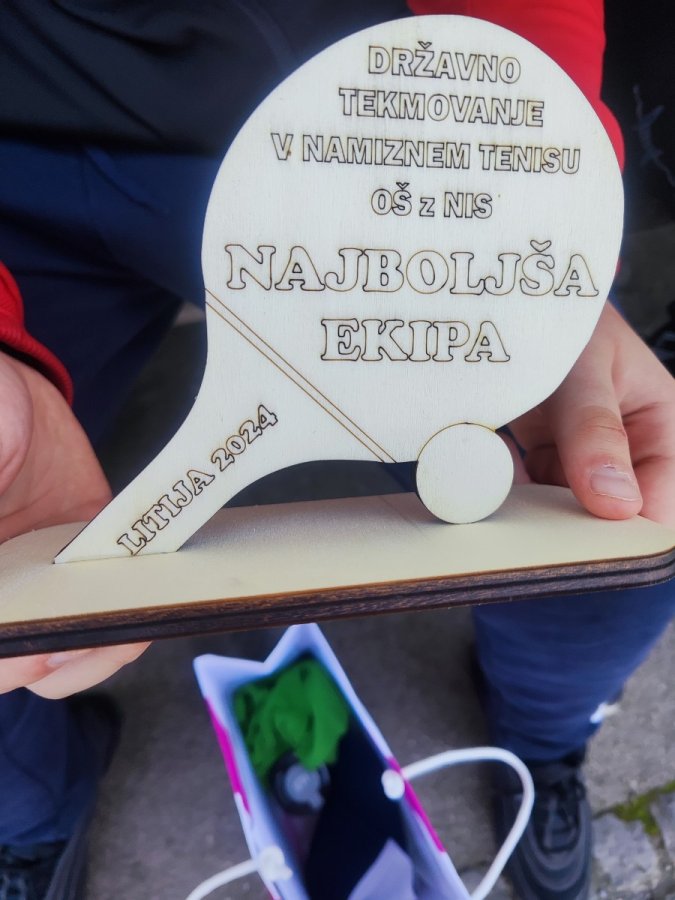 DRŽAVNO
TEKMOVANJE
V NAMIZNEM TENISU
OŠ z NIS
NAJBOLJŠA
EKIPA
LITIJA 2024